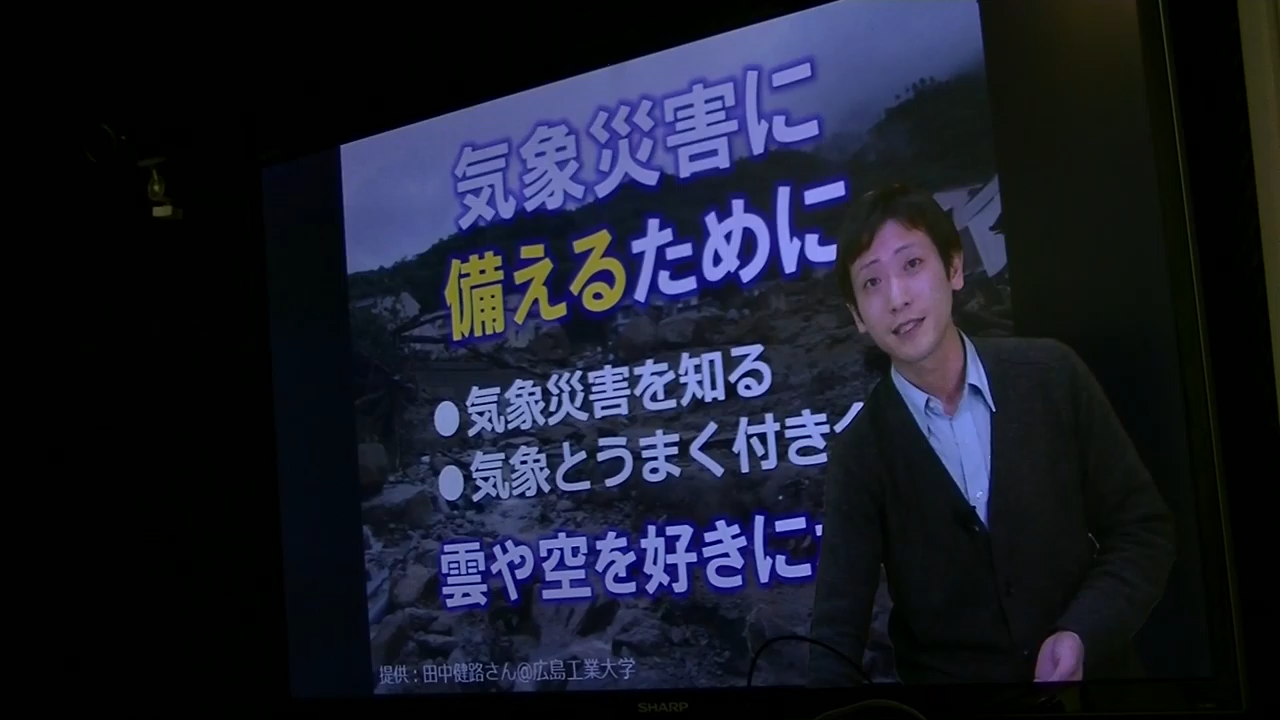 気象災害に
備えるために
●気象災害を知る
●気象とうまく付き
雲や空を好きに
提供：田中健路さん@広島工業大学
SHARP